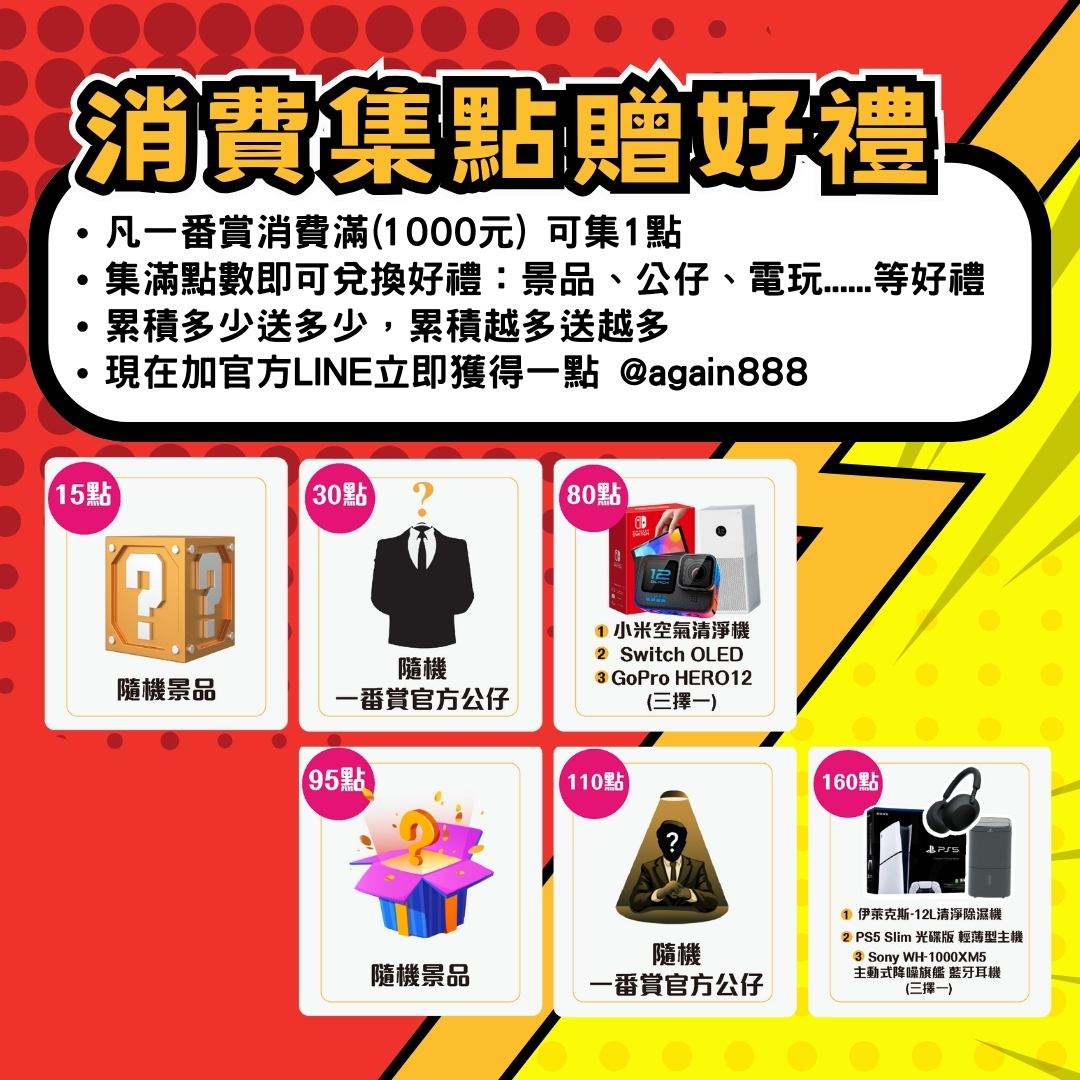 消費集點贈好禮
• 凡一番賞消費滿(1000元) 可集1點
• 集滿點數即可兌換好禮：景品、公仔、電玩......等好禮
• 累積多少送多少，累積越多送越多
• 現在加官方LINE立即獲得一點 @again888
15點
隨機景品
30點
?
隨機
一番賞官方公仔
80點
SWITCH
12
BLACK
1 小米空氣清淨機
2 Switch OLED
3 GoPro HERO12
(三擇一)
95點
?
隨機景品
110點
?
隨機
一番賞官方公仔
160點
PS5
1 伊萊克斯-12L清淨除濕機
2 PS5 Slim 光碟版 輕薄型主機
3 Sony WH-1000XM5
主動式降噪旗艦 藍牙耳機
(三擇一)